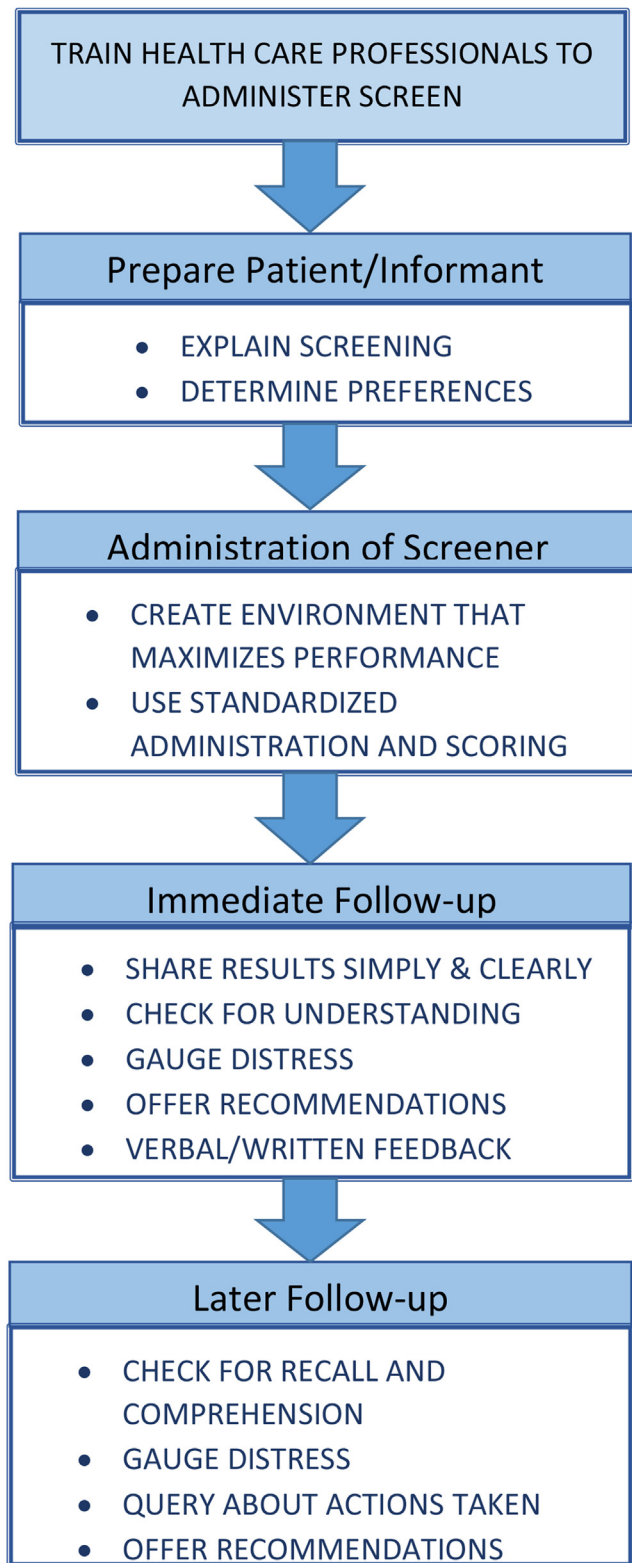 TRAIN HEALTH CARE PROFESSIONALS TO
ADMINISTER SCREEN
Prepare Patient/Informant
• EXPLAIN SCREENING
• DETERMINE PREFERENCES
Administration of Screener
• CREATE ENVIRONMENT THAT
MAXIMIZES PERFORMANCE
• USE STANDARDIZED
ADMINISTRATION AND SCORING
Immediate Follow-up
• SHARE RESULTS SIMPLY & CLEARLY
• CHECK FOR UNDERSTANDING
• GAUGE DISTRESS
• OFFER RECOMMENDATIONS
• VERBAL/WRITTEN FEEDBACK
Later Follow-up
• CHECK FOR RECALL AND
COMPREHENSION
• GAUGE DISTRESS
• QUERY ABOUT ACTIONS TAKEN
• OFFER RECOMMENDATIONS